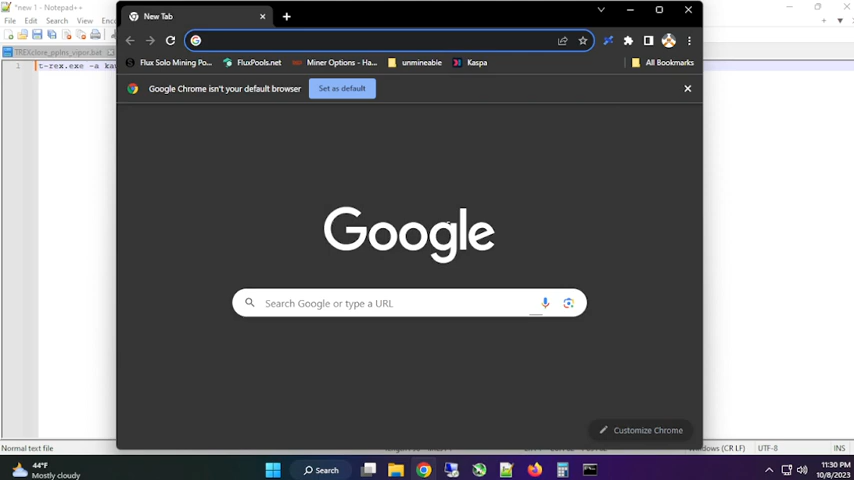 *new 1 - Notepad++
File Edit Search View
TREXclore_pplns_vipor.bat
1 t-rex.exe -a
New Tab
Flux Solo Mining Po... FluxPools.net Miner Options - Ha... unmineable Kaspa All Bookmarks
Google Chrome isn't your default browser Set as default
Google
Search Google or type a URL
Customize Chrome
Normal text file (CR LF) UTF-8 INS
44°F
Mostly cloudy
Search
11:30 PM
10/8/2023